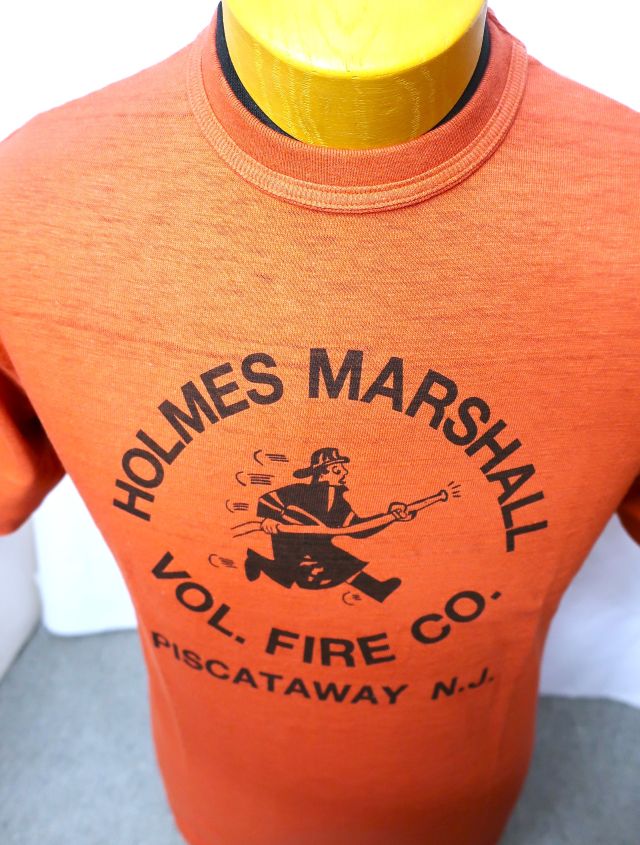 HOLMES MARSHALL
VOL. FIRE CO.
PISCATAWAY N.J.